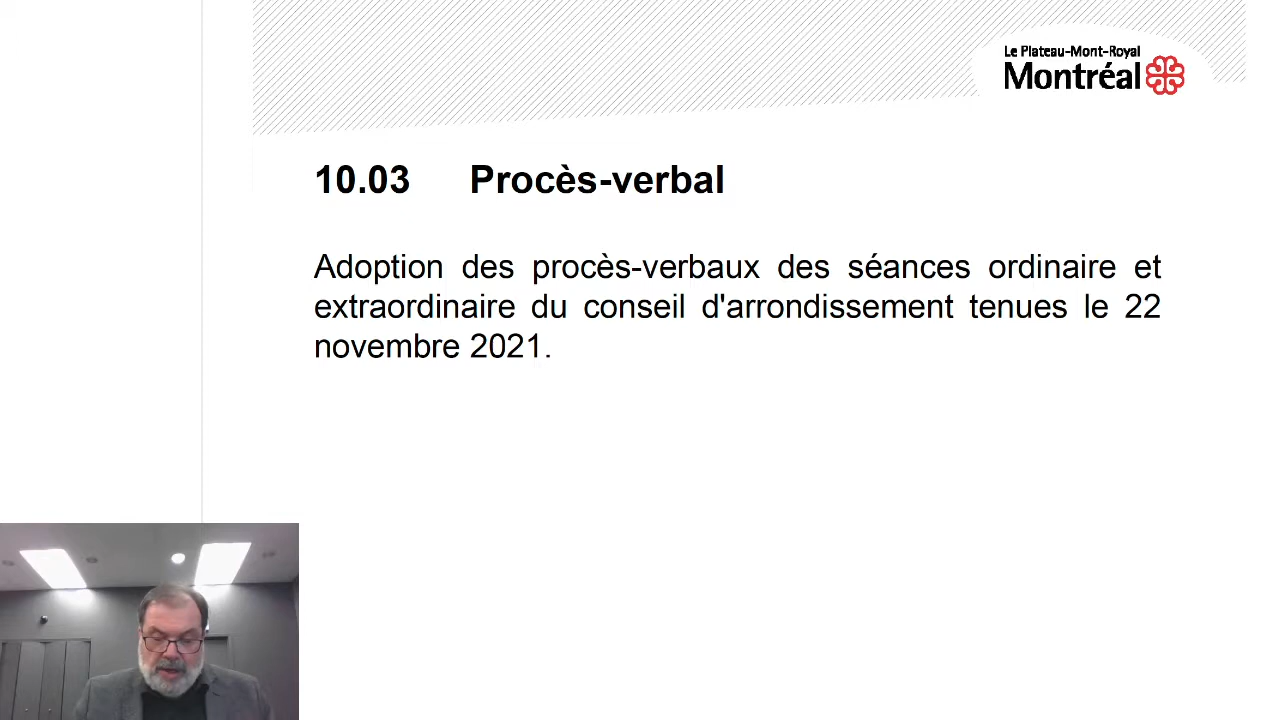 Le Plateau-Mont-Royal
Montréal
10.03 Procès-verbal
Adoption des procès-verbaux des séances ordinaire et
extraordinaire du conseil d'arrondissement tenues le 22
novembre 2021.